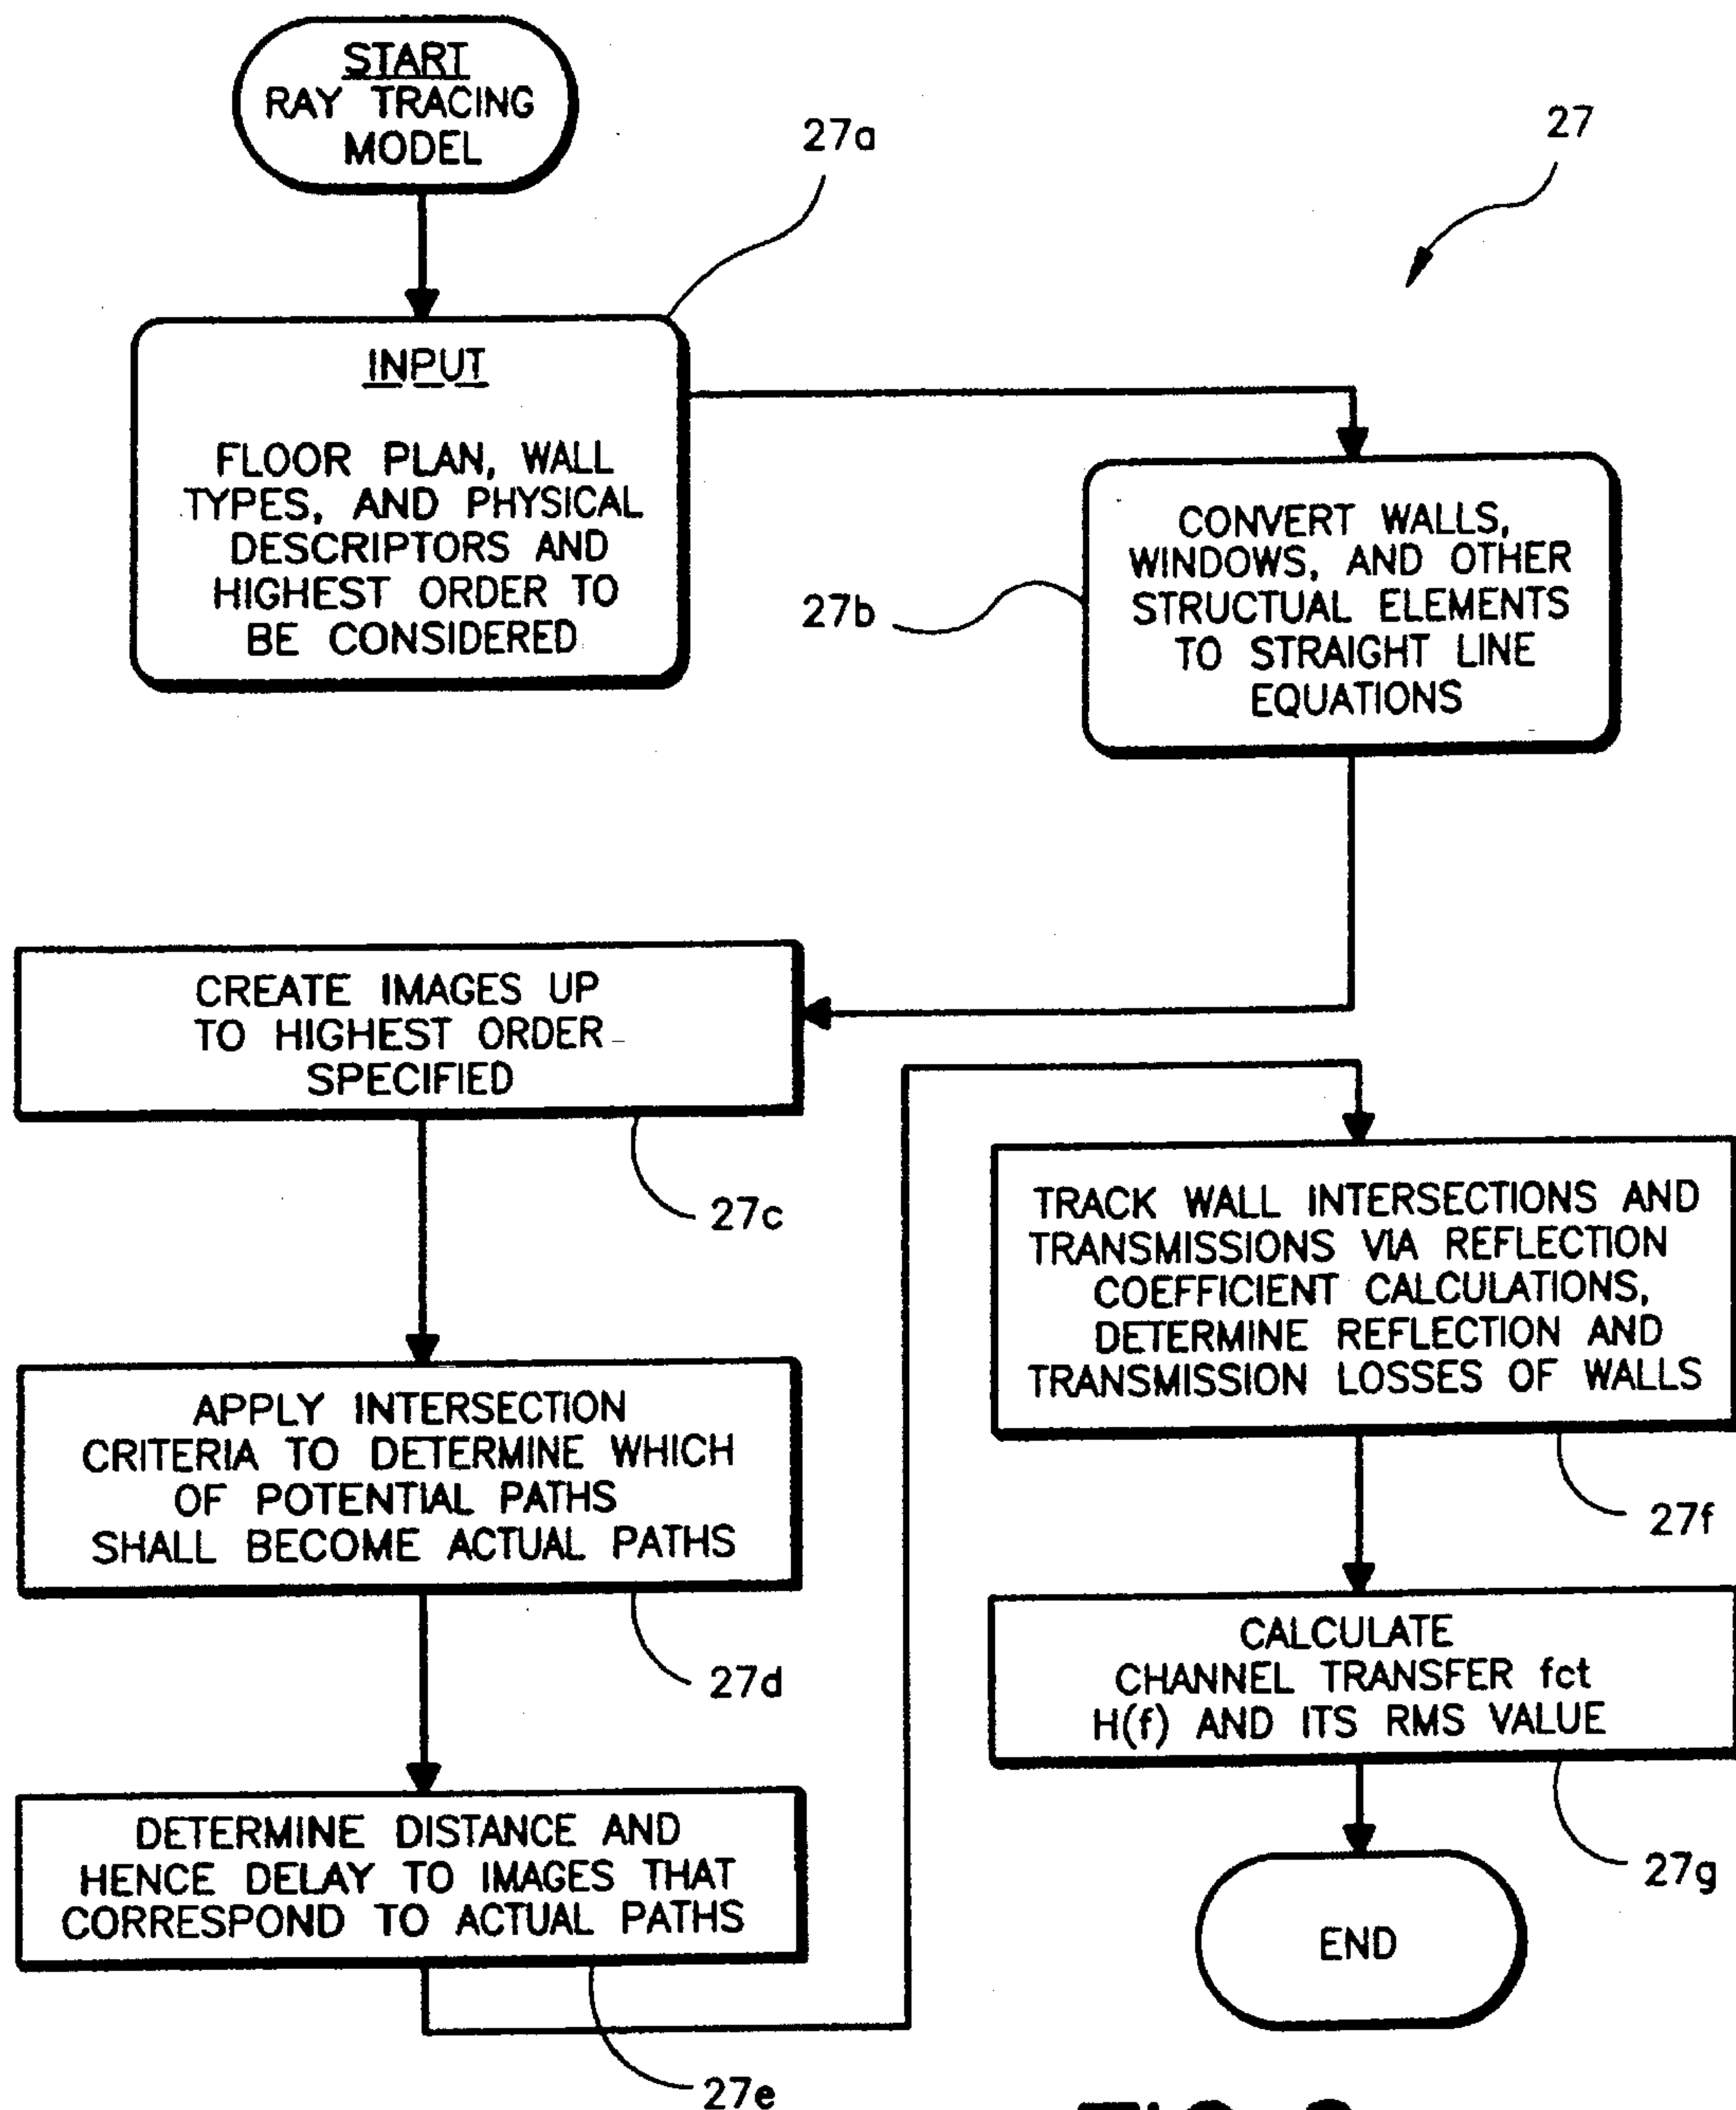 START
RAY TRACING
MODEL
27a
27
INPUT
FLOOR PLAN, WALL
TYPES, AND PHYSICAL
DESCRIPTORS AND
HIGHEST ORDER TO
BE CONSIDERED
27b
CONVERT WALLS,
WINDOWS, AND OTHER
STRUCTUAL ELEMENTS
TO STRAIGHT LINE
EQUATIONS
CREATE IMAGES UP
TO HIGHEST ORDER
SPECIFIED
27c
APPLY INTERSECTION
CRITERIA TO DETERMINE WHICH
OF POTENTIAL PATHS
SHALL BECOME ACTUAL PATHS
27d
DETERMINE DISTANCE AND
HENCE DELAY TO IMAGES THAT
CORRESPOND TO ACTUAL PATHS
27e
TRACK WALL INTERSECTIONS AND
TRANSMISSIONS VIA REFLECTION
COEFFICIENT CALCULATIONS,
DETERMINE REFLECTION AND
TRANSMISSION LOSSES OF WALLS
27f
CALCULATE
CHANNEL TRANSFER fct
H(f) AND ITS RMS VALUE
27g
END